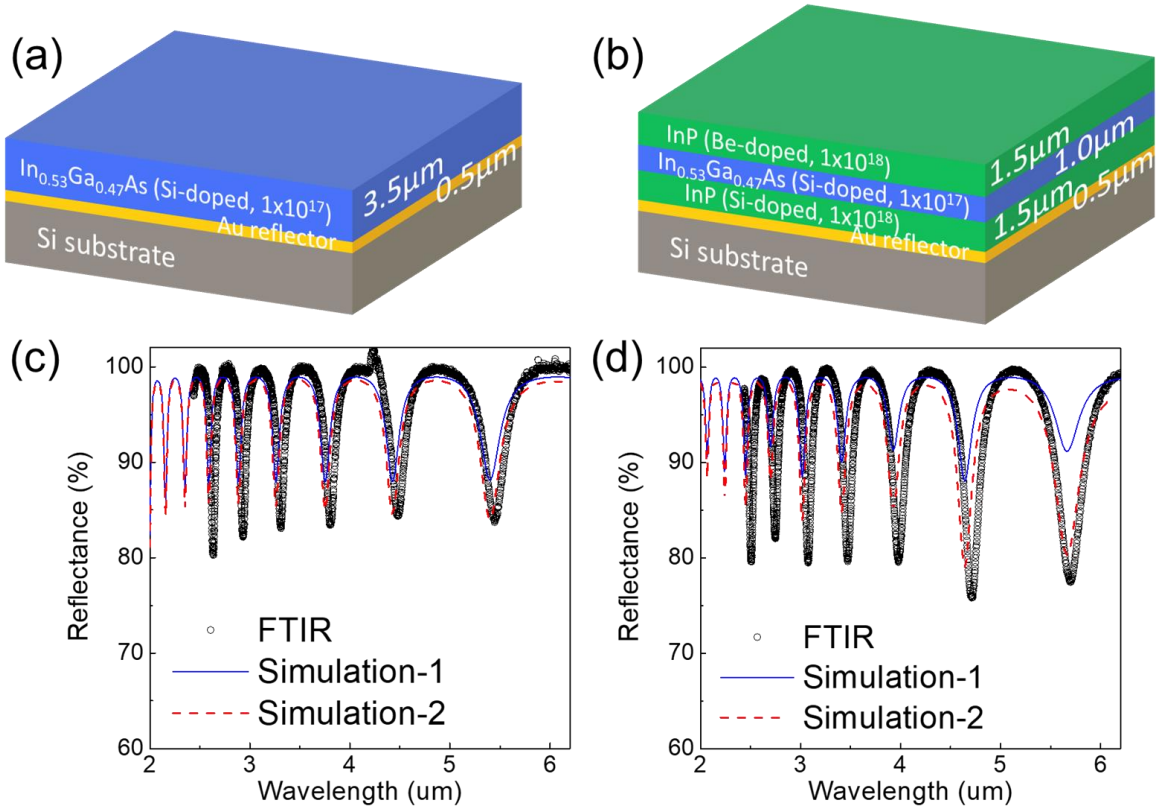 (a)
In0.53Ga0.47As (Si-doped, 1x10¹⁷)
3.5µm
Au reflector
0.5µm
Si substrate
(b)
InP (Be-doped, 1x10¹⁸)
1.5µm
In0.53Ga0.47As (Si-doped, 1x10¹⁷)
1.0µm
InP (Si-doped, 1x10¹⁸)
1.5µm
Au reflector
0.5µm
Si substrate
(c)
Reflectance (%)
100
90
80
70
60
FTIR
Simulation-1
Simulation-2
2 3 4 5 6
Wavelength (um)
(d)
Reflectance (%)
100
90
80
70
60
FTIR
Simulation-1
Simulation-2
2 3 4 5 6
Wavelength (um)